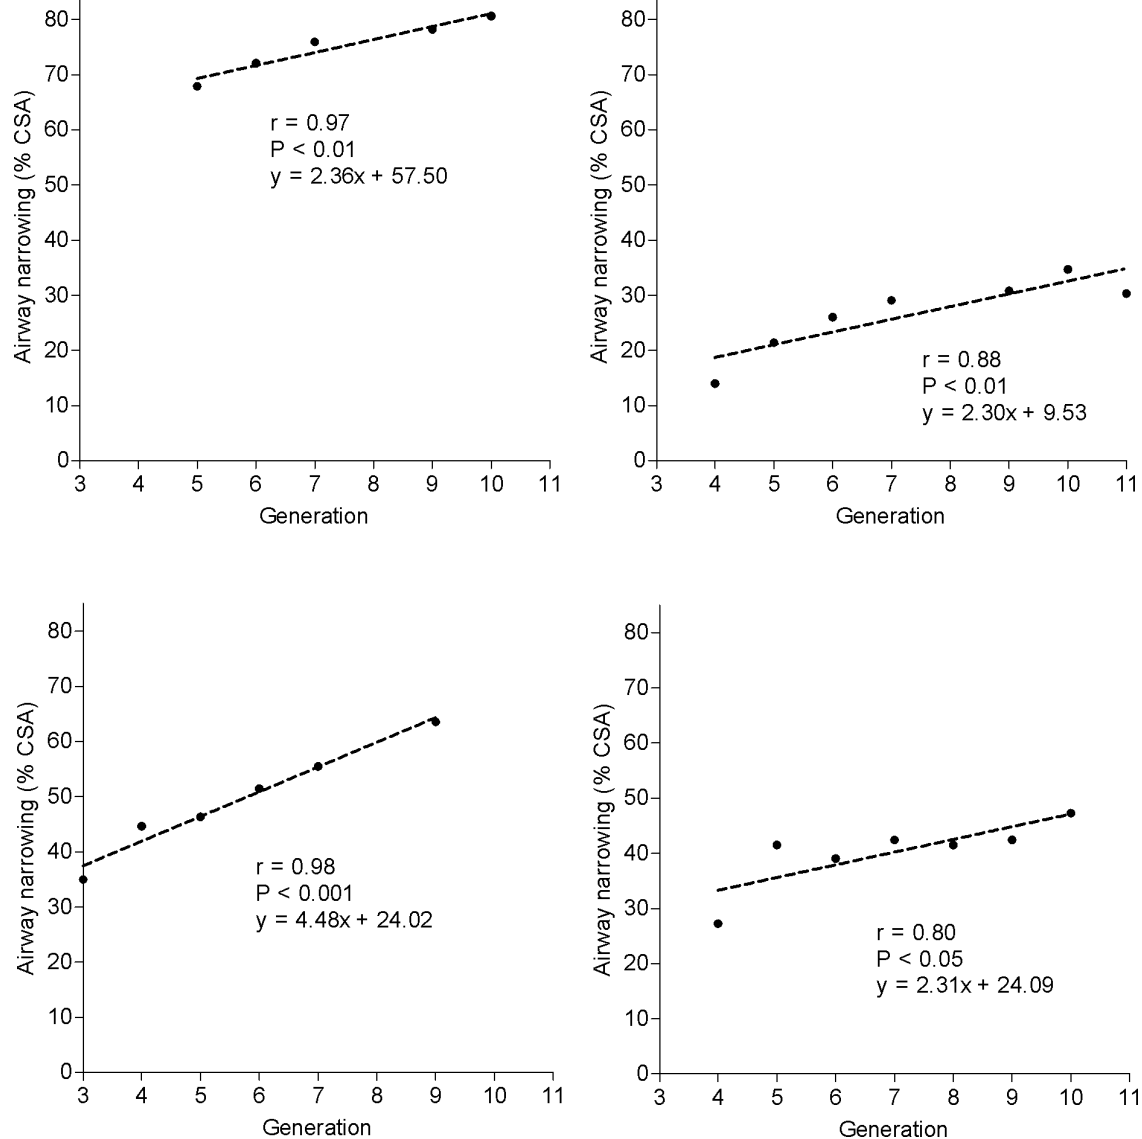 80
70
60
50
40
30
20
10
0
Airway narrowing (% CSA)
r = 0.97
P < 0.01
y = 2.36x + 57.50
3 4 5 6 7 8 9 10 11
Generation
80
70
60
50
40
30
20
10
0
Airway narrowing (% CSA)
r = 0.88
P < 0.01
y = 2.30x + 9.53
3 4 5 6 7 8 9 10 11
Generation
80
70
60
50
40
30
20
10
0
Airway narrowing (% CSA)
r = 0.98
P < 0.001
y = 4.48x + 24.02
3 4 5 6 7 8 9 10 11
Generation
80
70
60
50
40
30
20
10
0
Airway narrowing (% CSA)
r = 0.80
P < 0.05
y = 2.31x + 24.09
3 4 5 6 7 8 9 10 11
Generation